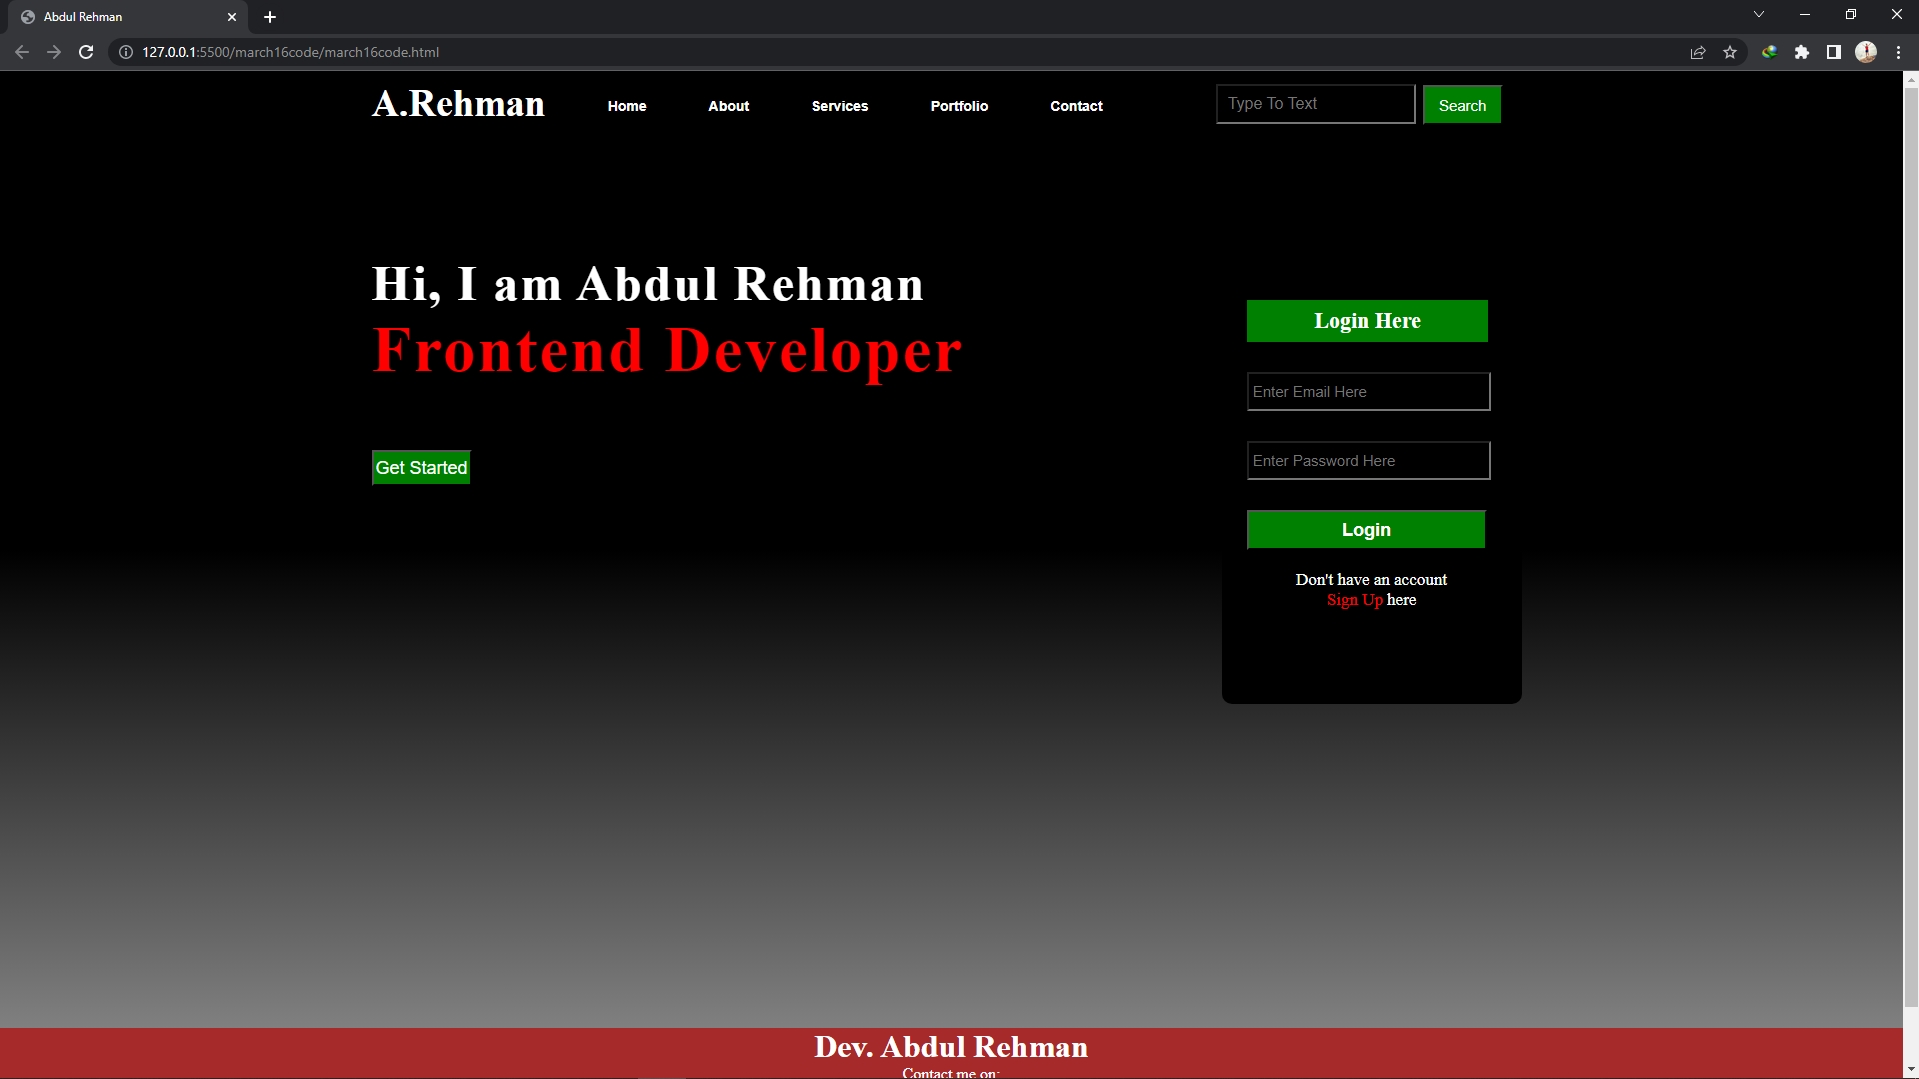 Abdul Rehman
127.0.0.1:5500/march16code/march16code.html
A.Rehman
Home
About
Services
Portfolio
Contact
Type To Text
Search
Hi, I am Abdul Rehman
Frontend Developer
Get Started
Login Here
Enter Email Here
Enter Password Here
Login
Don't have an account
Sign Up here
Dev. Abdul Rehman
Contact me on: